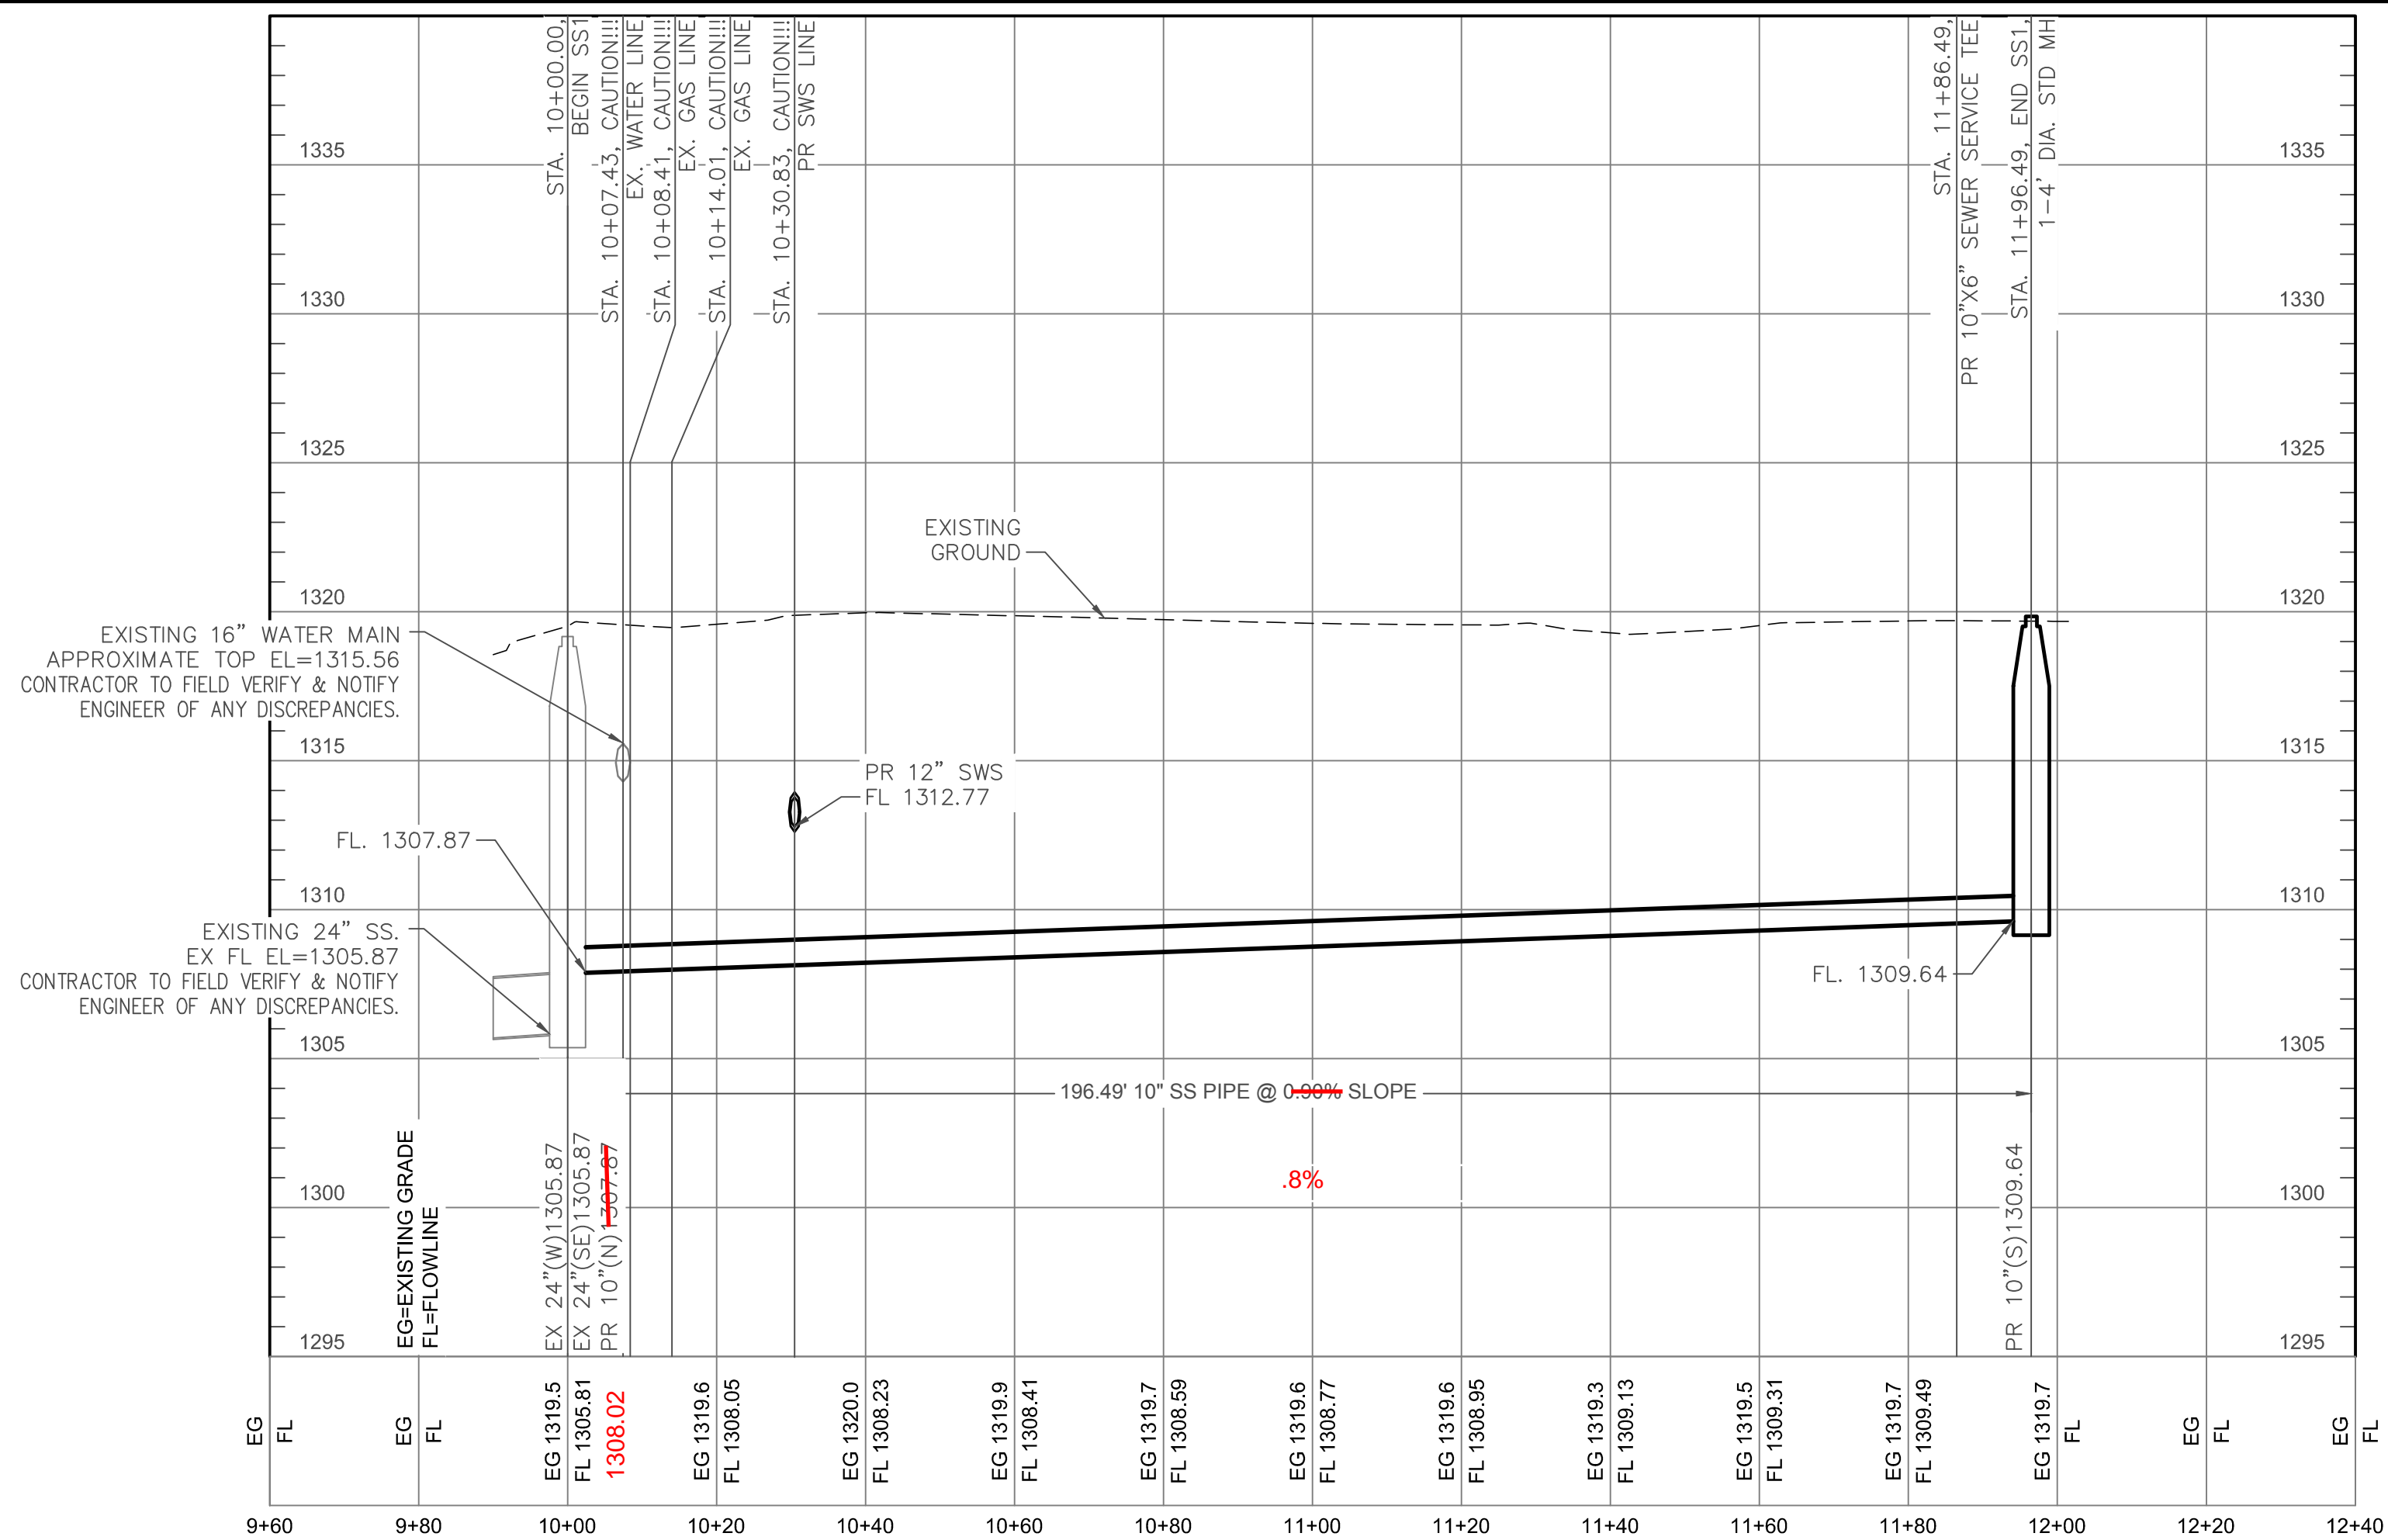 STA. 10+00.00,
BEGIN SS1
STA. 10+07.43, CAUTION!!!
EX. WATER LINE
STA. 10+08.41, CAUTION!!!
EX. GAS LINE
STA. 10+14.01, CAUTION!!!
EX. GAS LINE
STA. 10+30.83, CAUTION!!!
PR SWS LINE
STA. 11+86.49,
PR 10"X6" SEWER SERVICE TEE
STA. 11+96.49, END SS1,
1-4' DIA. STD MH
1335 1335
1330 1330
1325 1325
EXISTING
GROUND
1320 1320
EXISTING 16" WATER MAIN
APPROXIMATE TOP EL=1315.56
CONTRACTOR TO FIELD VERIFY & NOTIFY
ENGINEER OF ANY DISCREPANCIES.
1315 1315
PR 12" SWS
FL 1312.77
FL. 1307.87
1310 1310
EXISTING 24" SS.
EX FL EL=1305.87
CONTRACTOR TO FIELD VERIFY & NOTIFY
ENGINEER OF ANY DISCREPANCIES.
FL. 1309.64
1305 1305
196.49' 10" SS PIPE @ 0.90% SLOPE
.8%
1300 1300
EG=EXISTING GRADE
FL=FLOWLINE
EX 24"(W)1305.87
EX 24"(SE)1305.87
PR 10"(N)1307.87
PR 10"(S)1309.64
1295 1295
EG
FL
EG
FL
EG 1319.5
FL 1305.81
1308.02
EG 1319.6
FL 1308.05
EG 1320.0
FL 1308.23
EG 1319.9
FL 1308.41
EG 1319.7
FL 1308.59
EG 1319.6
FL 1308.77
EG 1319.6
FL 1308.95
EG 1319.3
FL 1309.13
EG 1319.5
FL 1309.31
EG 1319.7
FL 1309.49
EG 1319.7
FL
EG
FL
EG
FL
9+60 9+80 10+00 10+20 10+40 10+60 10+80 11+00 11+20 11+40 11+60 11+80 12+00 12+20 12+40